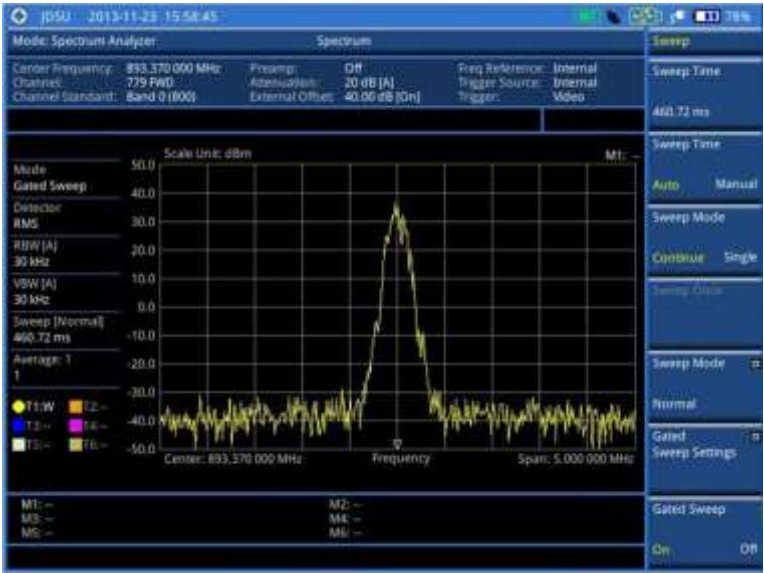 JDSU 2013-11-23 15:58:45 78%
Mode: Spectrum Analyzer Spectrum
Center Frequency: 893.370 000 MHz Preamp: Off Freq Reference: Internal
Channel: 779 FWD Attenuation: 20 dB [A] Trigger Source: Internal
Channel Standard: Band 0 (800) External Offset: 40.00 dB [On] Trigger: Video
Scale Unit: dBm M1: --
Mode
Gated Sweep
Detector
RMS
RBW [A]
30 kHz
VBW [A]
30 kHz
Sweep [Normal]
460.72 ms
Average: 1
1
T1:W T2:--
T3:-- T4:--
T5:-- T6:--
50.0
40.0
30.0
20.0
10.0
0.0
-10.0
-20.0
-30.0
-40.0
-50.0
Center: 893.370 000 MHz Frequency Span: 5.000 000 MHz
M1: -- M2: --
M3: -- M4: --
M5: -- M6: --
Sweep
Sweep Time
460.72 ms
Sweep Time
Auto Manual
Sweep Mode
Continue Single
Sweep Once
Sweep Mode
Normal
Gated
Sweep Settings
Gated Sweep
On Off